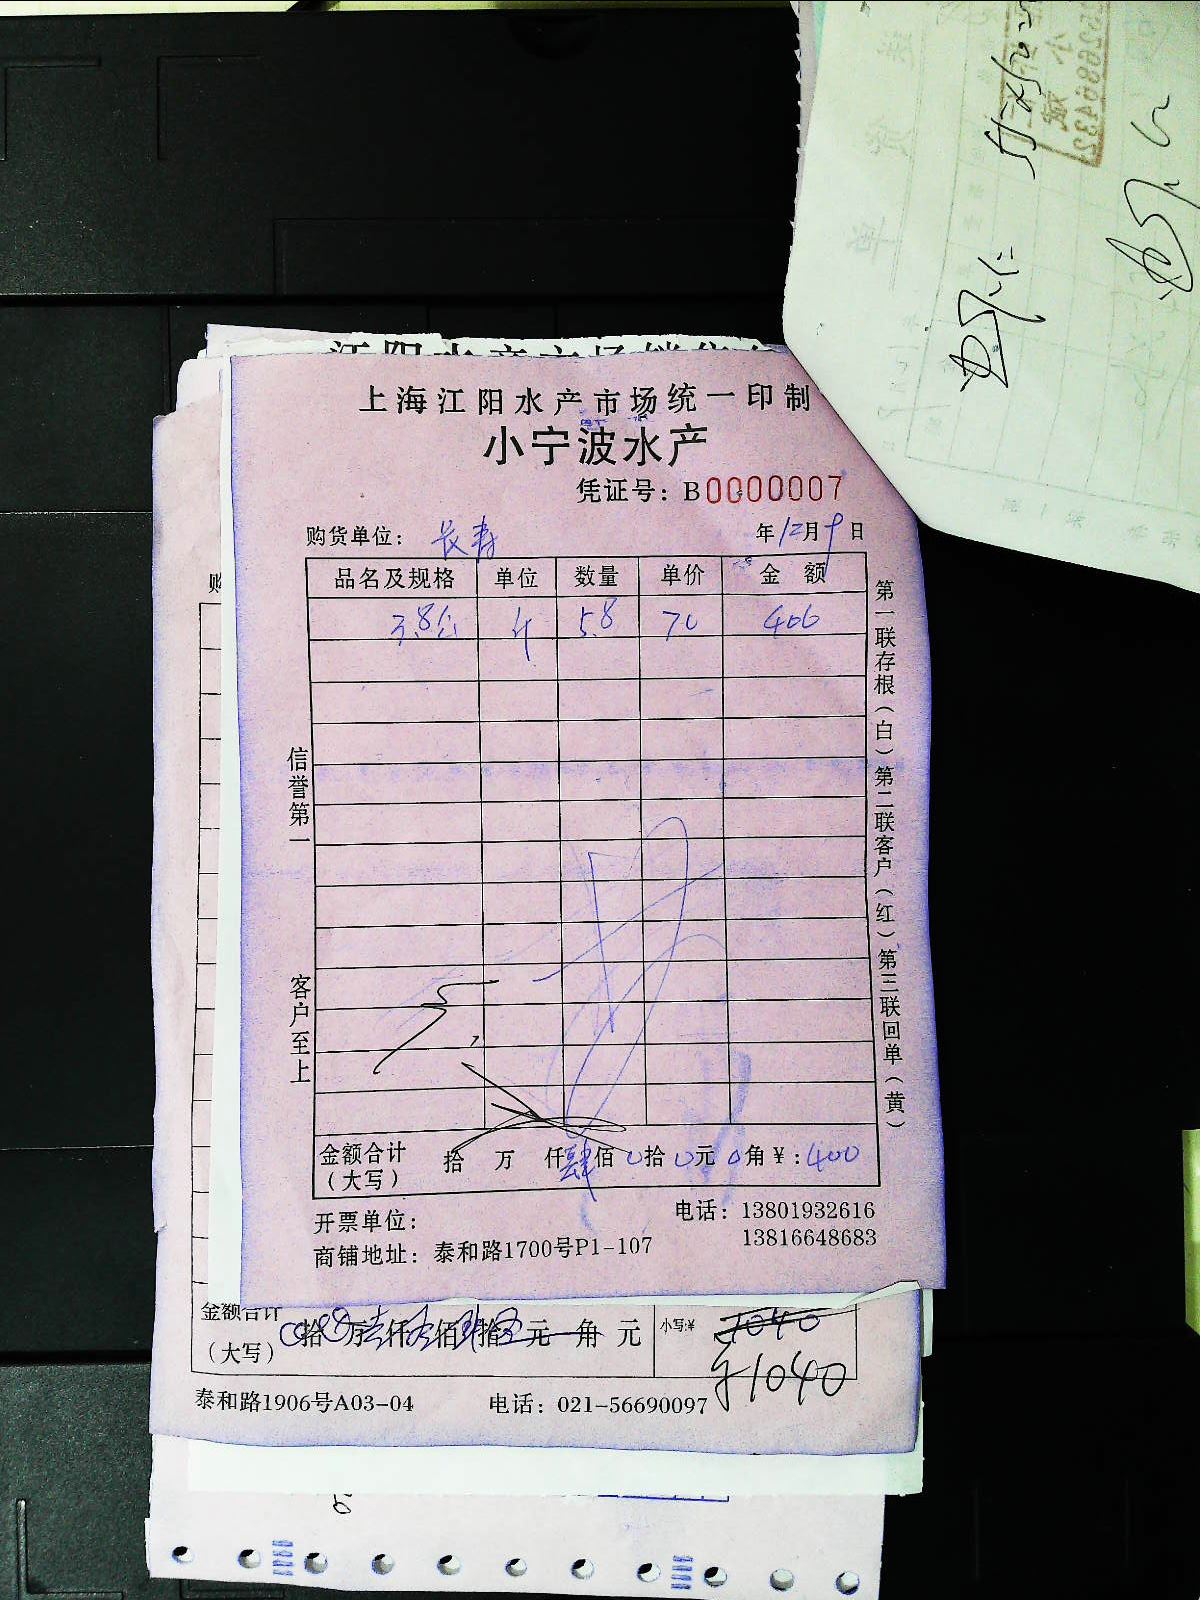 上海江阳水产市场统一印制
小宁波水产
凭证号：B0000007
购货单位：长寿
年12月9日
品名及规格 单位 数量 单价 金额
3.8公 斤 5.8 70 406
信誉第一
客户至上
第一联存根（白）第二联客户（红）第三联回单（黄）
金额合计（大写） 拾 万 仟肆佰0拾0元0角¥：400
开票单位：
电话：13801932616
13816648683
商铺地址：泰和路1700号P1-107
购
金额合计
（大写）
拾 万 仟 佰 拾 元 角 元
小写:¥ 1040
¥1040
泰和路1906号A03-04 电话：021-56690097